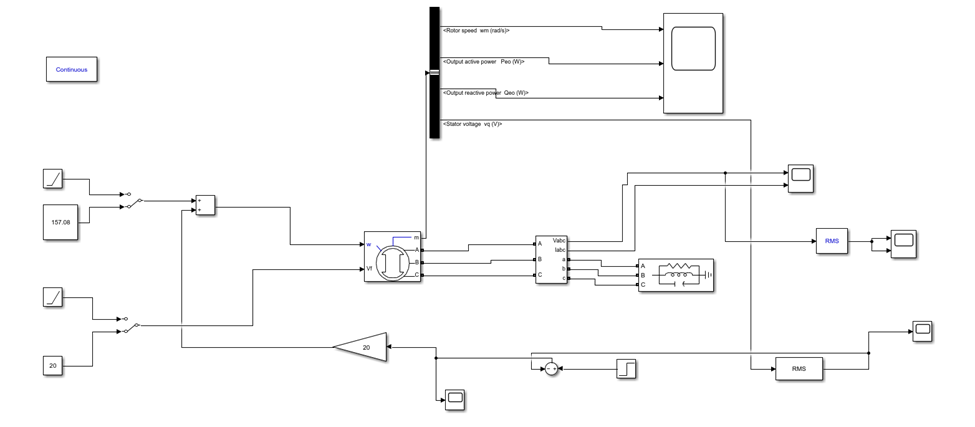 <Rotor speed wm (rad/s)>
Continuous
<Output active power Peo (W)>
<Output reactive power Qeo (W)>
<Stator voltage vq (V)>
+
+
157.08
w
m
A
Vf
B
C
A
Vabc
Iabc
B
a
b
C
c
A
B
C
RMS
20
20
- +
RMS